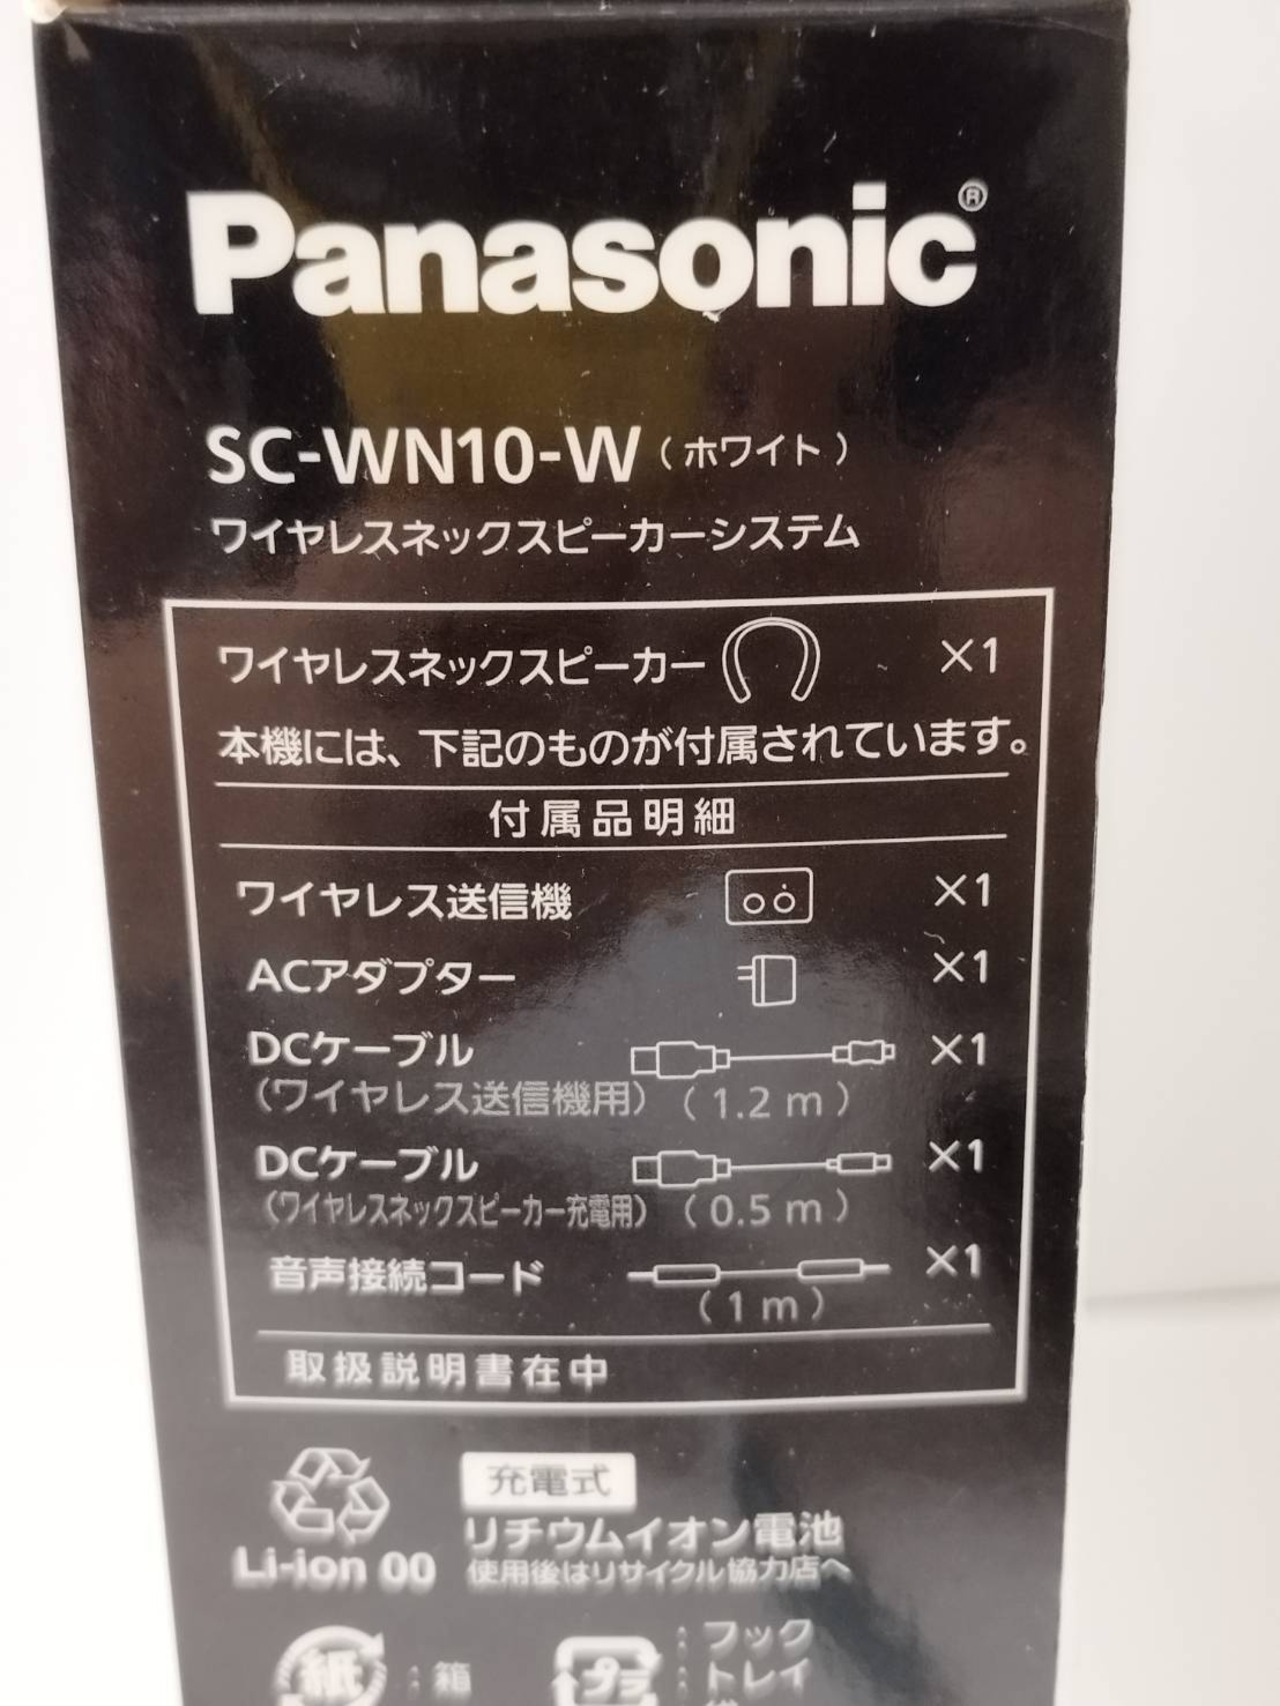 Panasonic®
SC-WN10-W（ホワイト）
ワイヤレスネックスピーカーシステム
ワイヤレスネックスピーカー ×1
本機には、下記のものが付属されています。
付属品明細
ワイヤレス送信機 ×1
ACアダプター ×1
DCケーブル ×1
（ワイヤレス送信機用）（1.2 m）
DCケーブル ×1
（ワイヤレスネックスピーカー充電用）（0.5 m）
音声接続コード ×1
（1 m）
取扱説明書在中
充電式
リチウムイオン電池
Li-ion 00 使用後はリサイクル協力店へ
紙：箱
プラ：フック
：トレイ